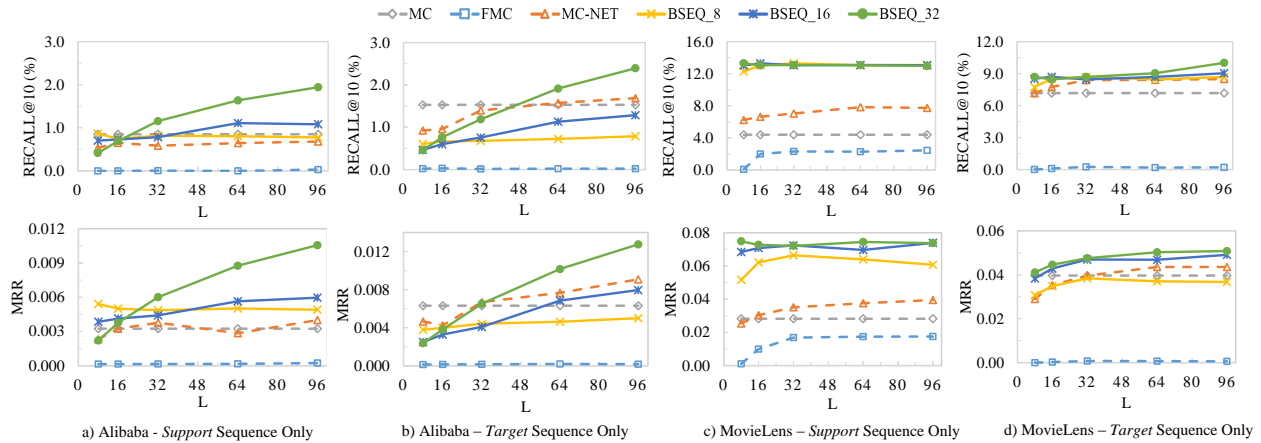 MC FMC MC-NET BSEQ_8 BSEQ_16 BSEQ_32
RECALL@10 (%)
3.0
2.0
1.0
0.0
0 16 32 48 64 80 96
L
RECALL@10 (%)
3.0
2.0
1.0
0.0
0 16 32 48 64 80 96
L
RECALL@10 (%)
16.0
12.0
8.0
4.0
0.0
0 16 32 48 64 80 96
L
RECALL@10 (%)
12.0
9.0
6.0
3.0
0.0
0 16 32 48 64 80 96
L
MRR
0.012
0.009
0.006
0.003
0.000
0 16 32 48 64 80 96
L
MRR
0.012
0.008
0.004
0.000
0 16 32 48 64 80 96
L
MRR
0.08
0.06
0.04
0.02
0.00
0 16 32 48 64 80 96
L
MRR
0.06
0.04
0.02
0.00
0 16 32 48 64 80 96
L
a) Alibaba - Support Sequence Only
b) Alibaba – Target Sequence Only
c) MovieLens – Support Sequence Only
d) MovieLens – Target Sequence Only